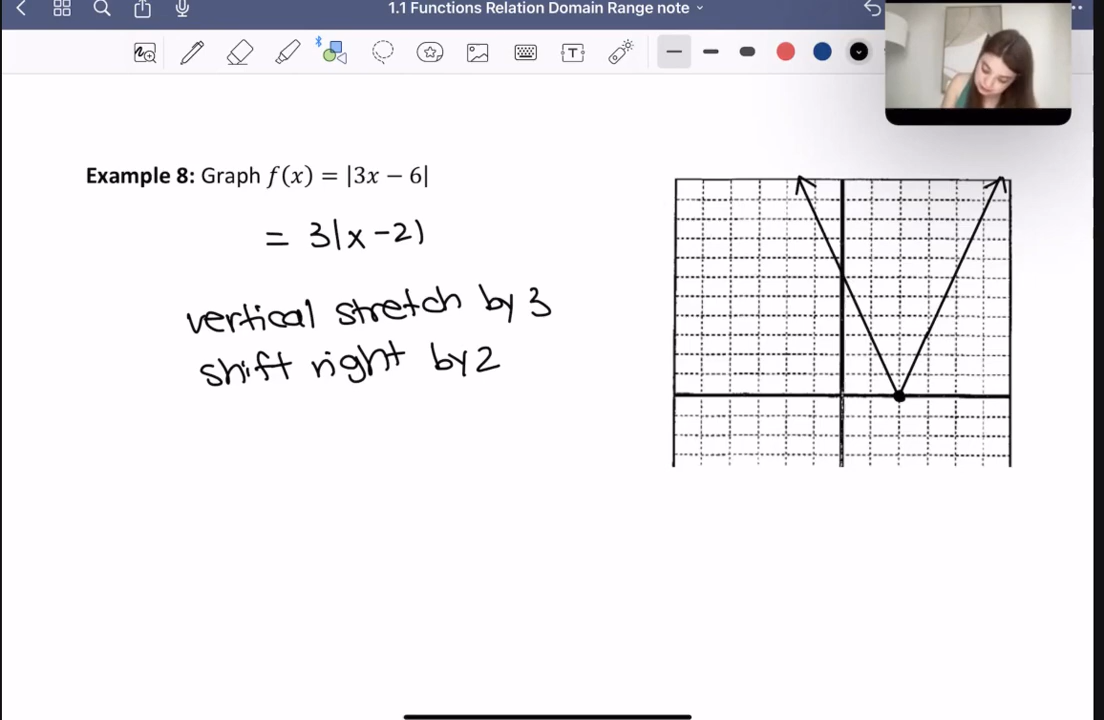 1.1 Functions Relation Domain Range note
Example 8: Graph f(x) = |3x − 6|
= 3|x-2|
vertical stretch by 3
shift right by 2